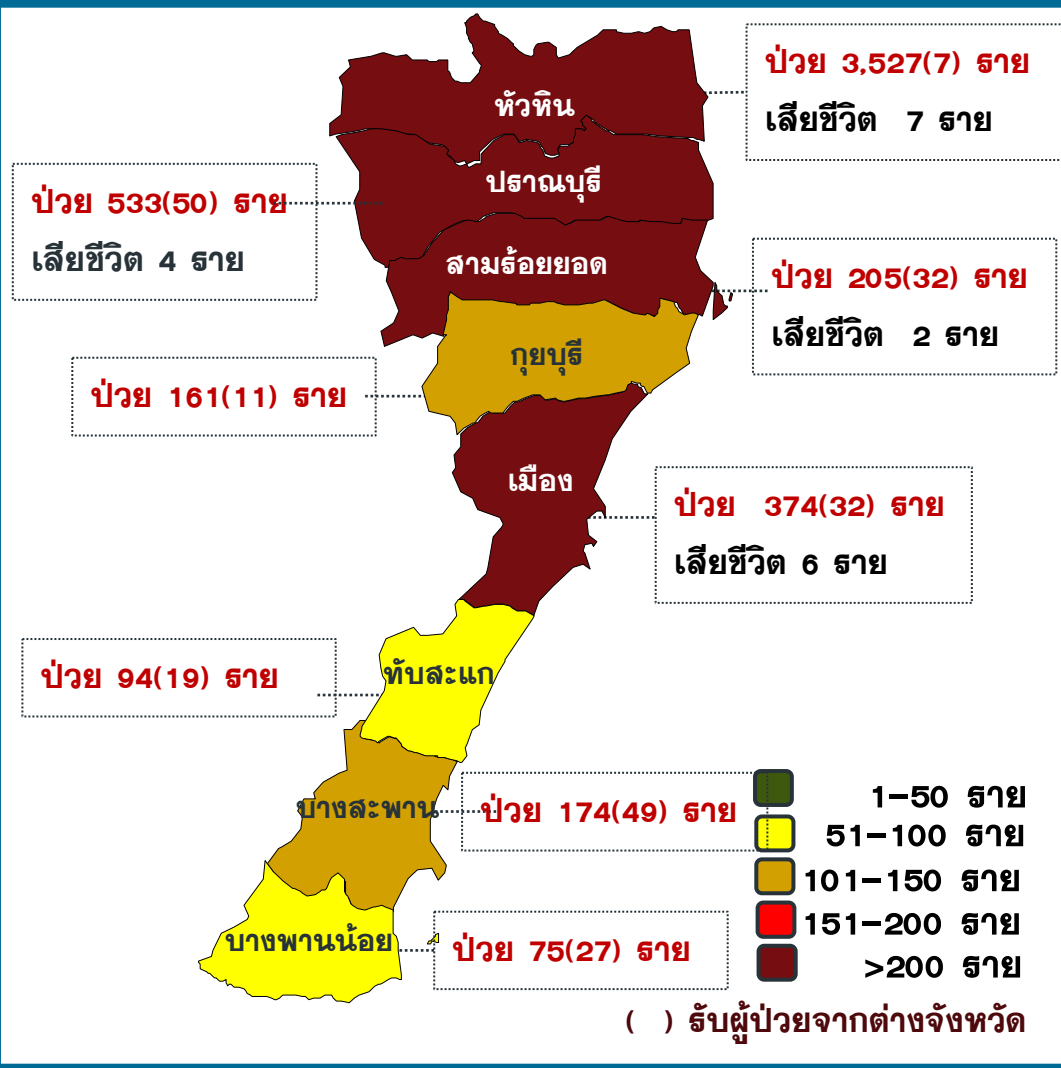 ป่วย 3,527(7) ราย
เสียชีวิต 7 ราย
หัวหิน
ปราณบุรี
ป่วย 533(50) ราย
เสียชีวิต 4 ราย
สามร้อยยอด
ป่วย 205(32) ราย
เสียชีวิต 2 ราย
กุยบุรี
ป่วย 161(11) ราย
เมือง
ป่วย 374(32) ราย
เสียชีวิต 6 ราย
ทับสะแก
ป่วย 94(19) ราย
บางสะพาน
ป่วย 174(49) ราย
1-50 ราย
51-100 ราย
101-150 ราย
151-200 ราย
>200 ราย
บางพานน้อย
ป่วย 75(27) ราย
( ) รับผู้ป่วยจากต่างจังหวัด